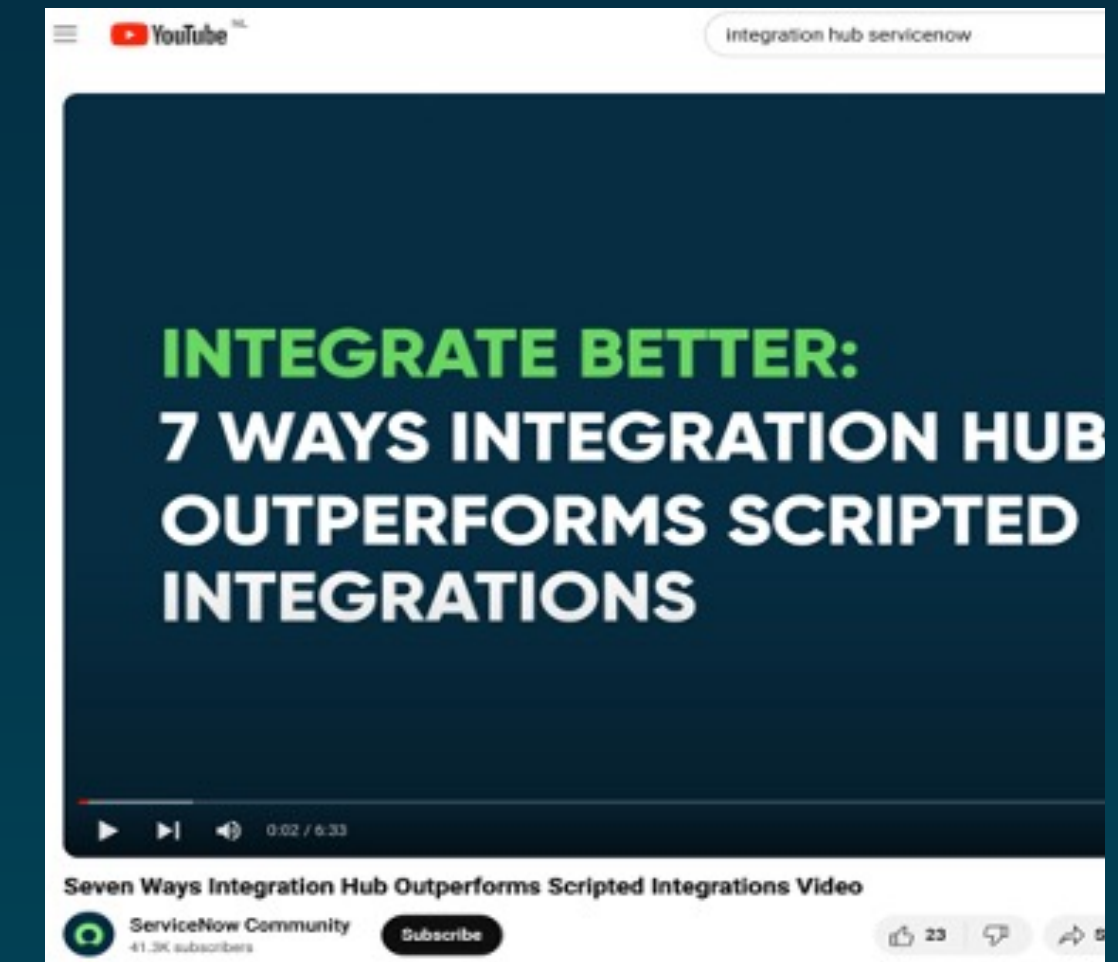 YouTube NL
integration hub servicenow
INTEGRATE BETTER:
7 WAYS INTEGRATION HUB
OUTPERFORMS SCRIPTED
INTEGRATIONS
0:02 / 6:33
Seven Ways Integration Hub Outperforms Scripted Integrations Video
ServiceNow Community
41.3K subscribers
Subscribe
23
S